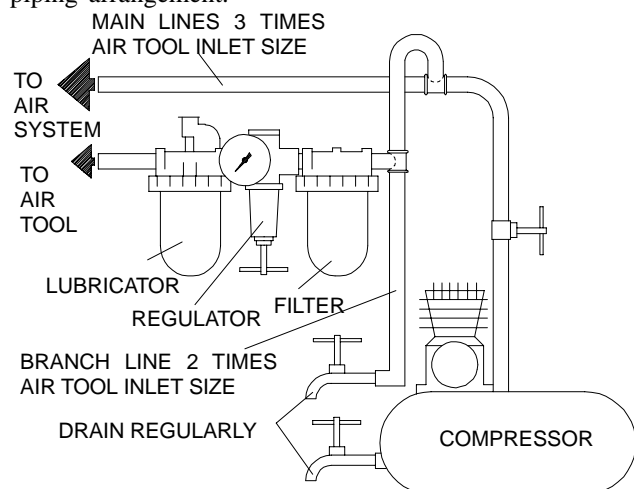 piping arrangement.
MAIN LINES 3 TIMES
AIR TOOL INLET SIZE
TO
AIR
SYSTEM
TO
AIR
TOOL
LUBRICATOR
REGULATOR
FILTER
BRANCH LINE 2 TIMES
AIR TOOL INLET SIZE
DRAIN REGULARLY
COMPRESSOR